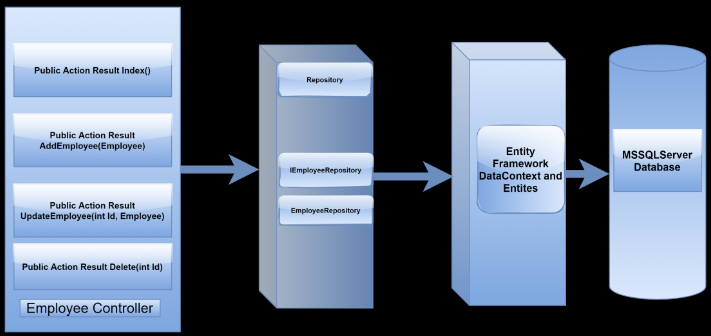 Public Action Result Index()
Public Action Result
AddEmployee(Employee)
Public Action Result
UpdateEmployee(int Id, Employee)
Public Action Result Delete(int Id)
Employee Controller
Repository
IEmployeeRepository
EmployeeRepository
Entity
Framework
DataContext and
Entites
MSSQLServer
Database